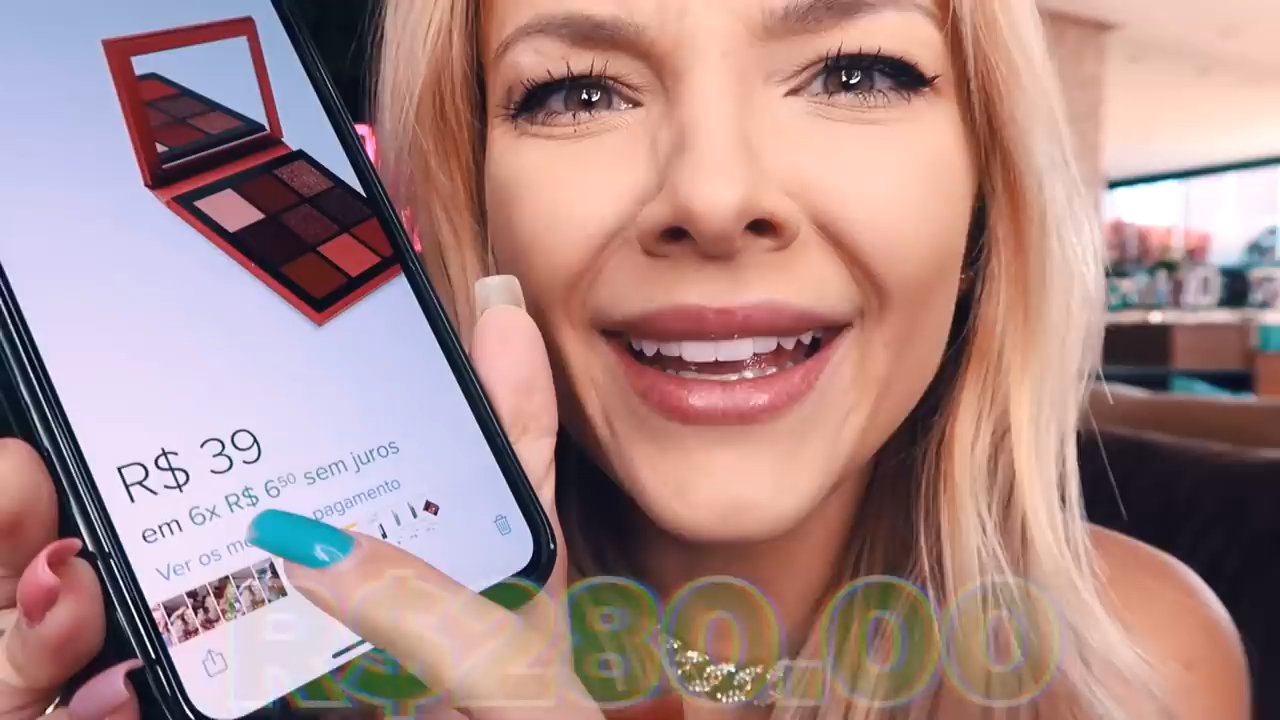 R$ 39
em 6x R$ 6⁵⁰ sem juros
Ver os pagamento
R$280,00